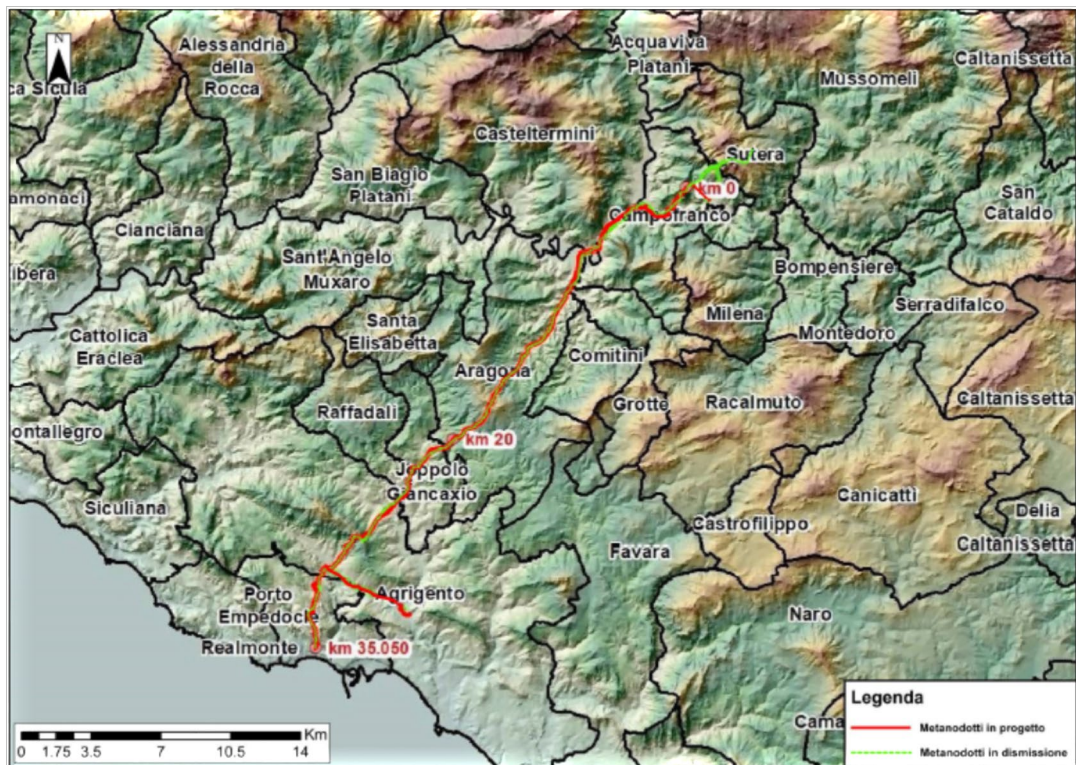 N
Alessandria
della
Rocca
Acquaviva
Platani
Caltanissetta
Mussomeli
ca Sicula
Casteltermini
Sutera
San Biagio
Platani
km 0
San
Cataldo
amonaci
Cianciana
Campofranco
Sant'Angelo
Muxaro
Bompensiere
ibera
Serradifalco
Santa
Elisabetta
Milena
Montedoro
Cattolica
Eraclea
Comitini
Aragona
Raffadali
Grotte
Racalmuto
Caltanissetta
ontallegro
km 20
Joppolo
Giancaxio
Siculiana
Canicattì
Delia
Castrofilippo
Caltanissetta
Favara
Porto
Empedocle
Agrigento
Naro
Realmonte
km 35.050
Legenda
Metanodotti in progetto
Metanodotti in dismissione
Cama
Km
0 1.75 3.5 7 10.5 14